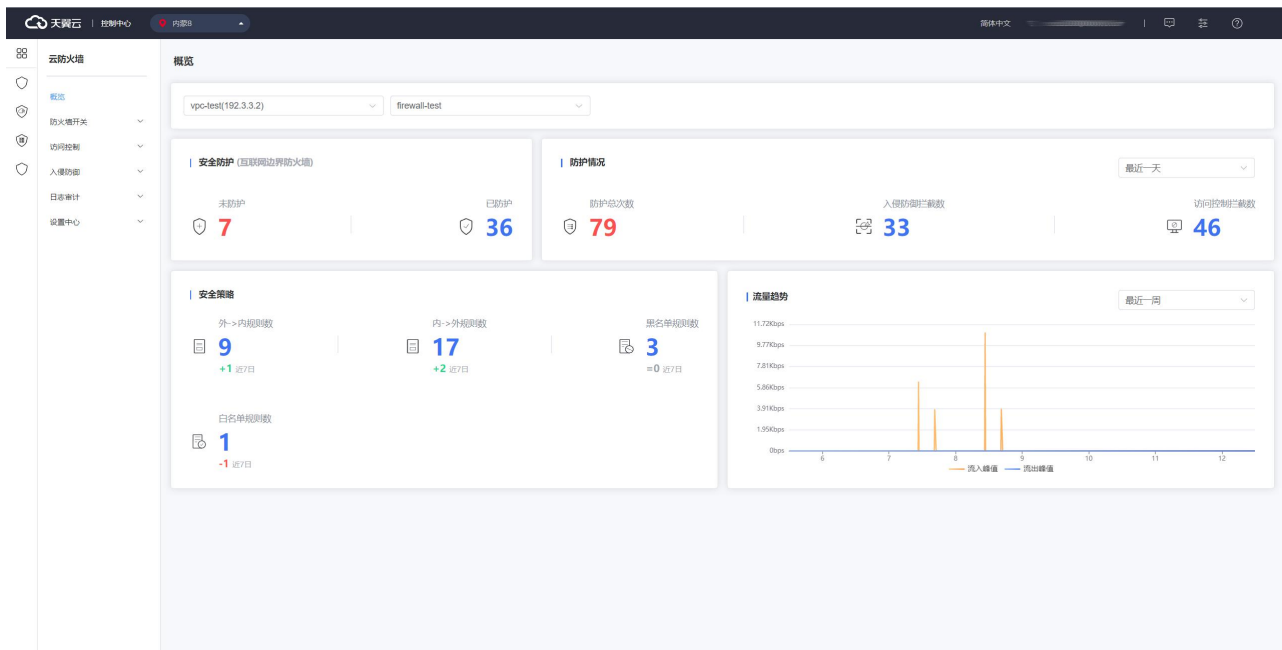 天翼云 | 控制中心 内蒙8 简体中文
云防火墙
概览
防火墙开关
访问控制
入侵防御
日志审计
设置中心
概览
vpc-test(192.3.3.2) firewall-test
安全防护 (互联网边界防火墙)
未防护 已防护
7 36
防护情况 最近一天
防护总次数 入侵防御拦截数 访问控制拦截数
79 33 46
安全策略
外->内规则数 内->外规则数 黑名单规则数
9 17 3
+1 近7日 +2 近7日 =0 近7日
白名单规则数
1
-1 近7日
流量趋势 最近一周
11.72Kbps
9.77Kbps
7.81Kbps
5.86Kbps
3.91Kbps
1.95Kbps
0bps
6 7 8 9 10 11 12
流入峰值 流出峰值